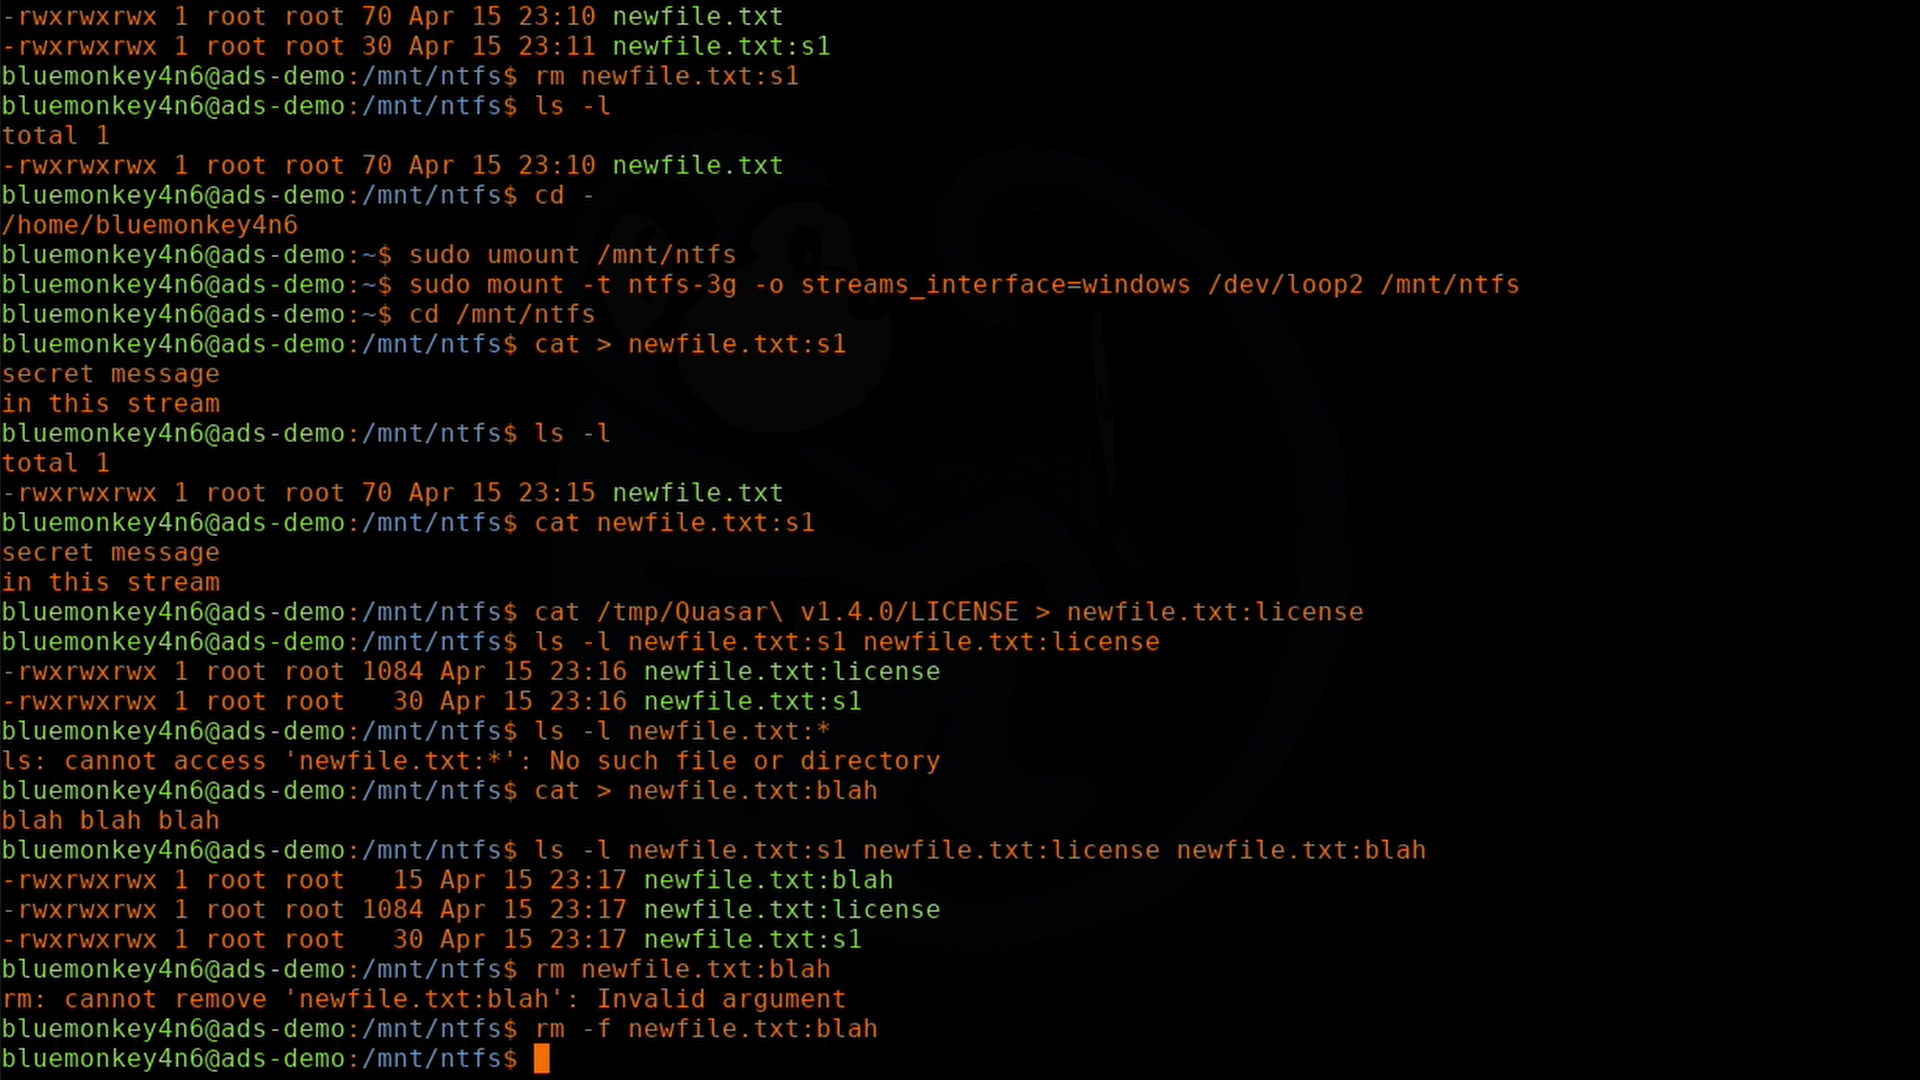 -rwxrwxrwx 1 root root 70 Apr 15 23:10 newfile.txt
-rwxrwxrwx 1 root root 30 Apr 15 23:11 newfile.txt:s1
bluemonkey4n6@ads-demo:/mnt/ntfs$ rm newfile.txt:s1
bluemonkey4n6@ads-demo:/mnt/ntfs$ ls -l
total 1
-rwxrwxrwx 1 root root 70 Apr 15 23:10 newfile.txt
bluemonkey4n6@ads-demo:/mnt/ntfs$ cd -
/home/bluemonkey4n6
bluemonkey4n6@ads-demo:~$ sudo umount /mnt/ntfs
bluemonkey4n6@ads-demo:~$ sudo mount -t ntfs-3g -o streams_interface=windows /dev/loop2 /mnt/ntfs
bluemonkey4n6@ads-demo:~$ cd /mnt/ntfs
bluemonkey4n6@ads-demo:/mnt/ntfs$ cat > newfile.txt:s1
secret message
in this stream
bluemonkey4n6@ads-demo:/mnt/ntfs$ ls -l
total 1
-rwxrwxrwx 1 root root 70 Apr 15 23:15 newfile.txt
bluemonkey4n6@ads-demo:/mnt/ntfs$ cat newfile.txt:s1
secret message
in this stream
bluemonkey4n6@ads-demo:/mnt/ntfs$ cat /tmp/Quasar\ v1.4.0/LICENSE > newfile.txt:license
bluemonkey4n6@ads-demo:/mnt/ntfs$ ls -l newfile.txt:s1 newfile.txt:license
-rwxrwxrwx 1 root root 1084 Apr 15 23:16 newfile.txt:license
-rwxrwxrwx 1 root root   30 Apr 15 23:16 newfile.txt:s1
bluemonkey4n6@ads-demo:/mnt/ntfs$ ls -l newfile.txt:*
ls: cannot access 'newfile.txt:*': No such file or directory
bluemonkey4n6@ads-demo:/mnt/ntfs$ cat > newfile.txt:blah
blah blah blah
bluemonkey4n6@ads-demo:/mnt/ntfs$ ls -l newfile.txt:s1 newfile.txt:license newfile.txt:blah
-rwxrwxrwx 1 root root   15 Apr 15 23:17 newfile.txt:blah
-rwxrwxrwx 1 root root 1084 Apr 15 23:17 newfile.txt:license
-rwxrwxrwx 1 root root   30 Apr 15 23:17 newfile.txt:s1
bluemonkey4n6@ads-demo:/mnt/ntfs$ rm newfile.txt:blah
rm: cannot remove 'newfile.txt:blah': Invalid argument
bluemonkey4n6@ads-demo:/mnt/ntfs$ rm -f newfile.txt:blah
bluemonkey4n6@ads-demo:/mnt/ntfs$